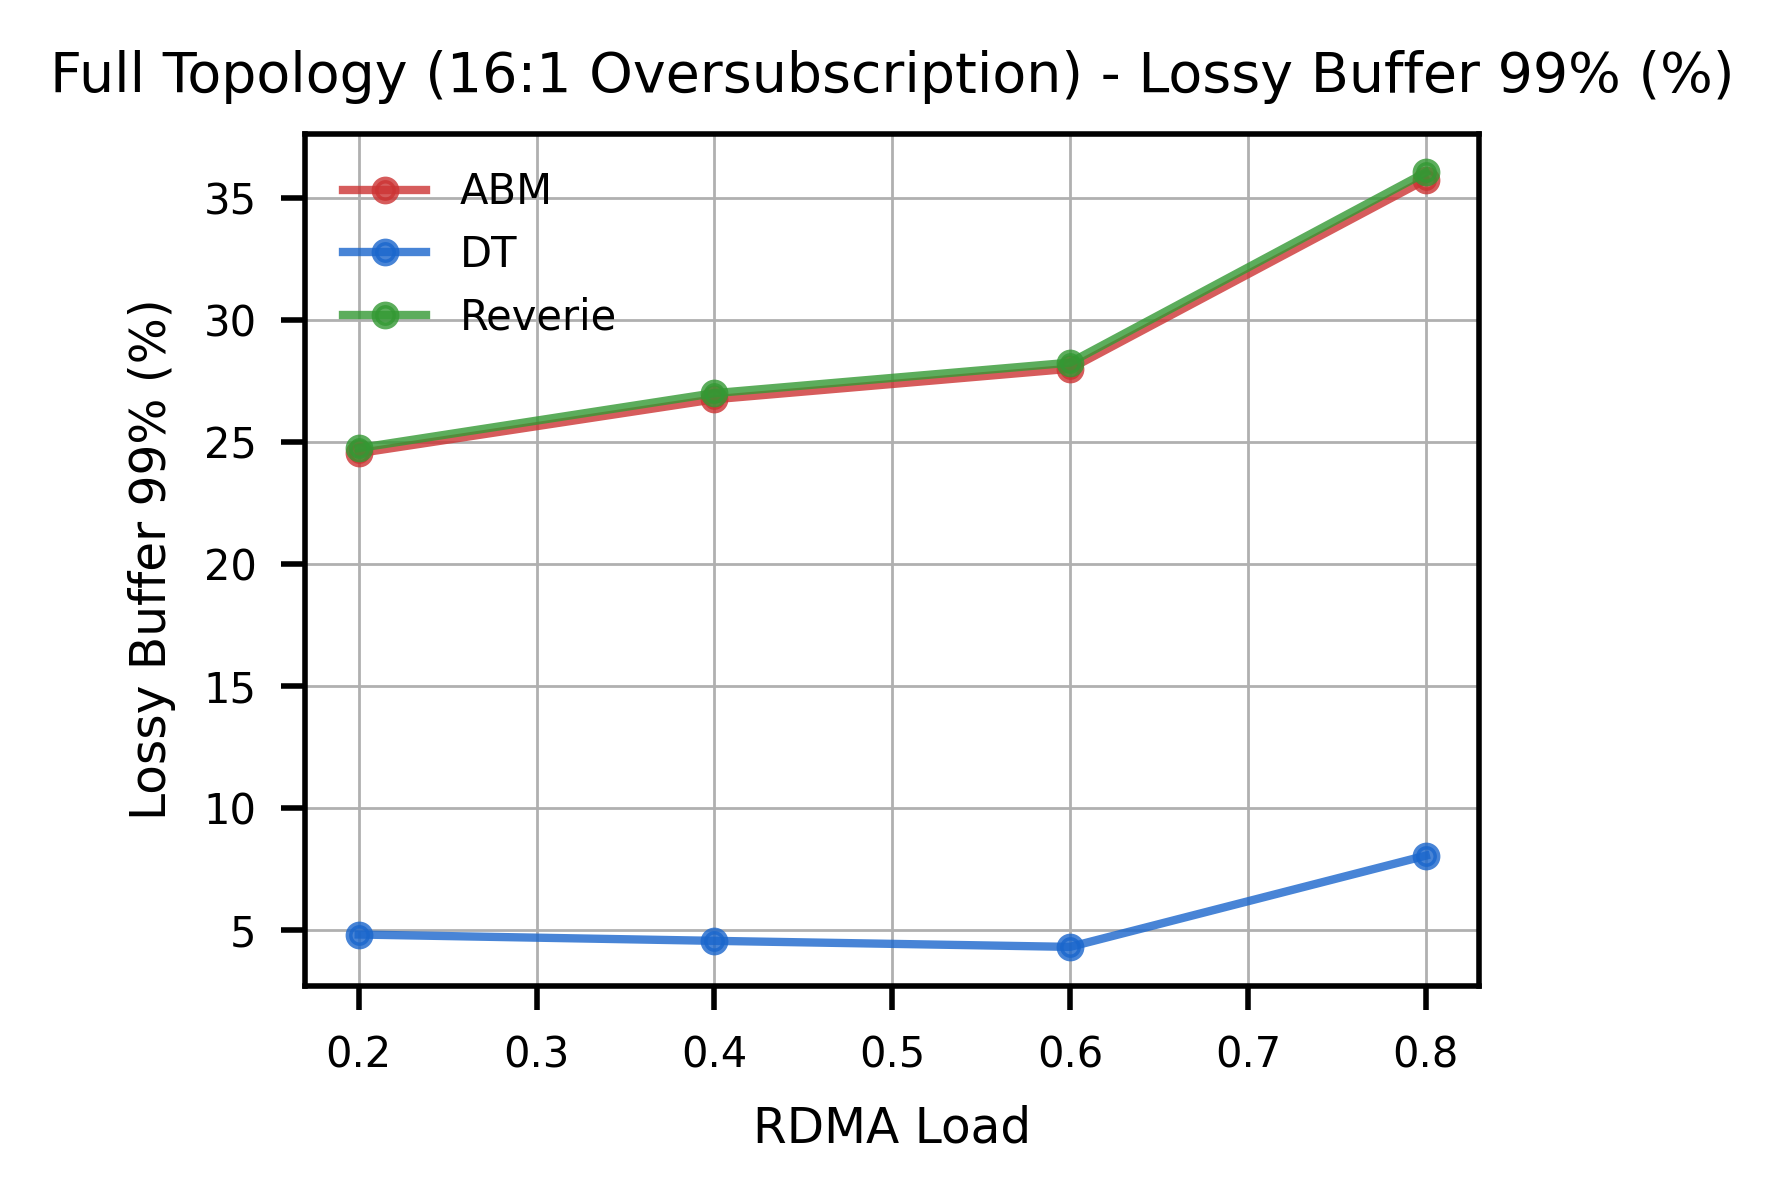 Full Topology (16:1 Oversubscription) - Lossy Buffer 99% (%)
ABM
DT
Reverie
Lossy Buffer 99% (%)
35
30
25
20
15
10
5
0.2 0.3 0.4 0.5 0.6 0.7 0.8
RDMA Load